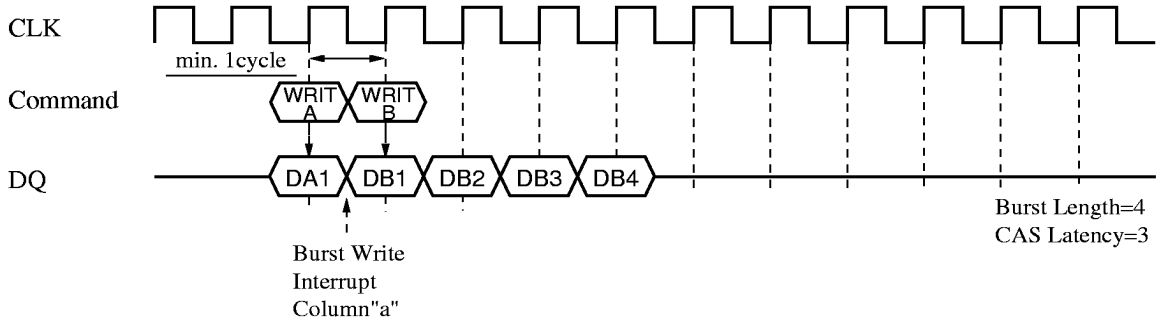 CLK
min. 1cycle
Command
WRIT
A
WRIT
B
DQ
DA1
DB1
DB2
DB3
DB4
Burst Length=4
CAS Latency=3
Burst Write
Interrupt
Column"a"